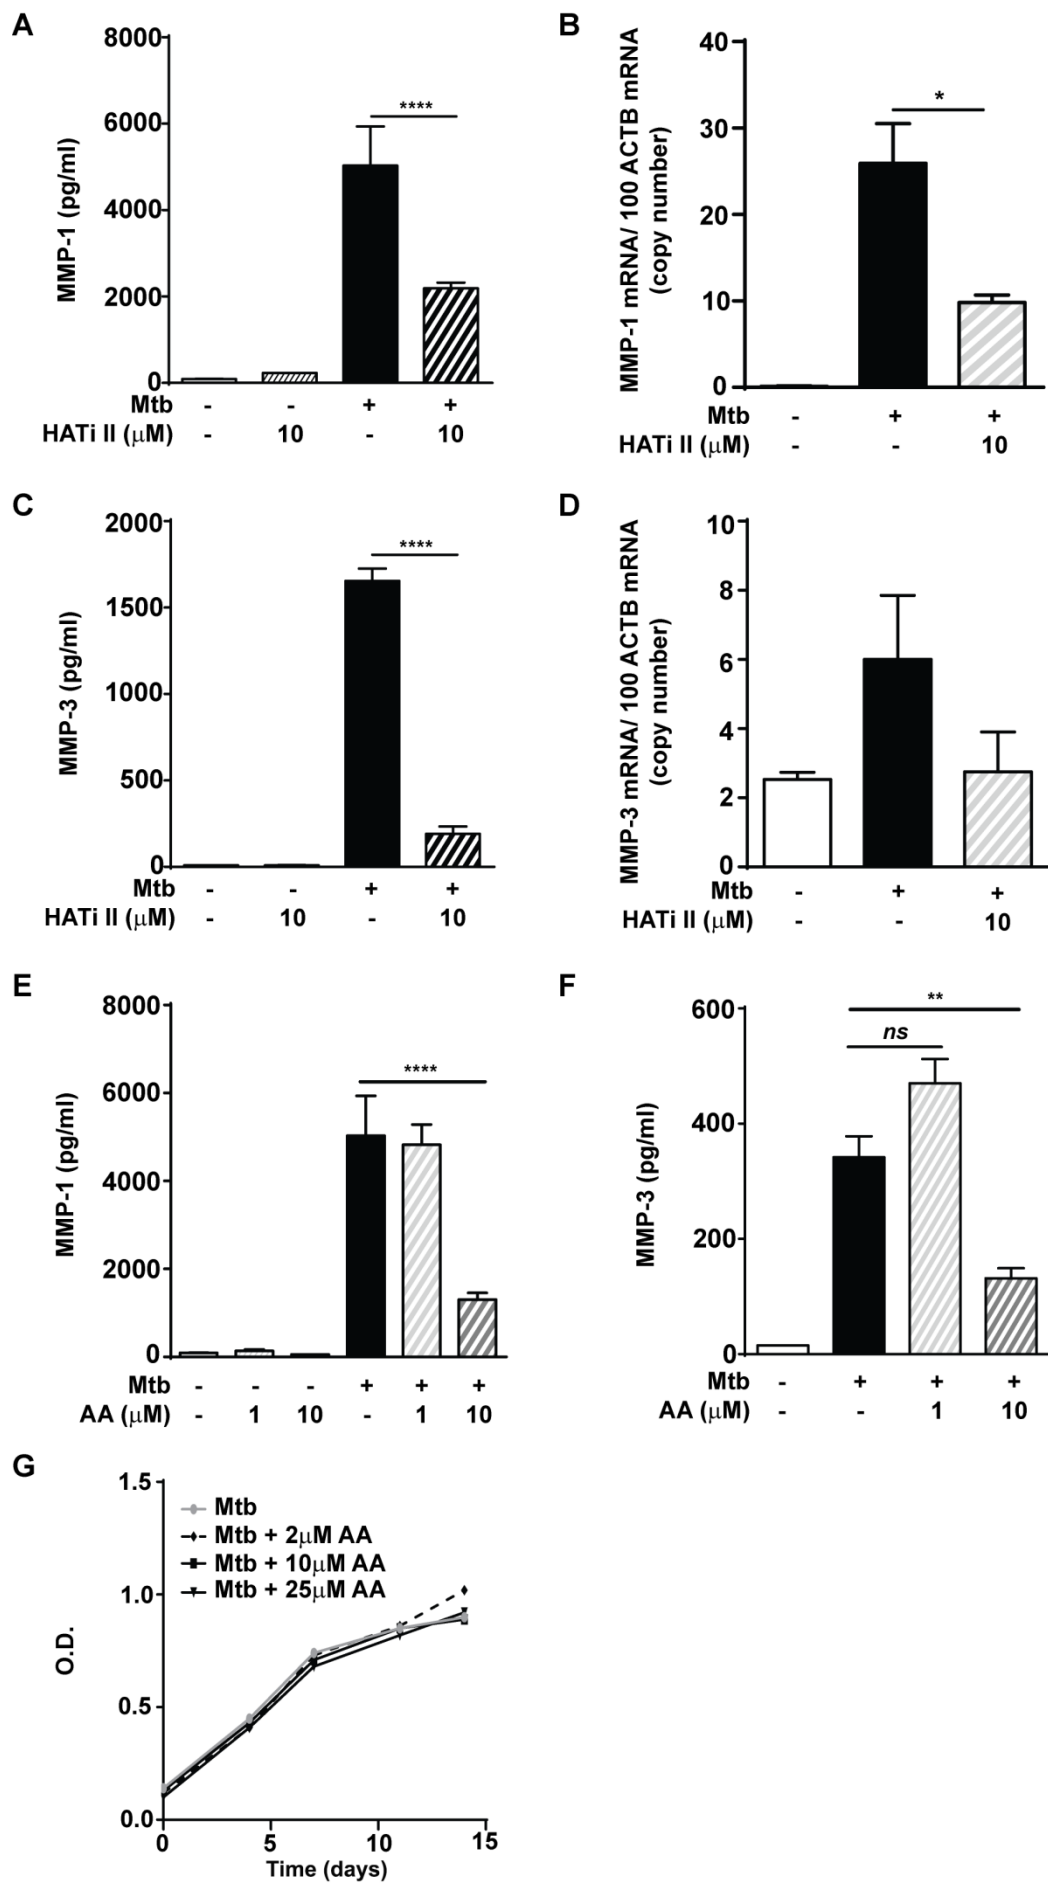 A
MMP-1 (pg/ml)
8000
6000
4000
2000
0
****
Mtb - - + +
HATi II (μM) - 10 - 10
B
MMP-1 mRNA/ 100 ACTB mRNA
(copy number)
40
30
20
10
0
*
Mtb - + +
HATi II (μM) - - 10
C
MMP-3 (pg/ml)
2000
1500
1000
500
0
****
Mtb - - + +
HATi II (μM) - 10 - 10
D
MMP-3 mRNA/ 100 ACTB mRNA
(copy number)
10
8
6
4
2
0
Mtb - + +
HATi II (μM) - - 10
E
MMP-1 (pg/ml)
8000
6000
4000
2000
0
****
Mtb - - - + + +
AA (μM) - 1 10 - 1 10
F
MMP-3 (pg/ml)
600
400
200
0
**
ns
Mtb - + + +
AA (μM) - - 1 10
G
O.D.
1.5
1.0
0.5
0.0
Mtb
Mtb + 2μM AA
Mtb + 10μM AA
Mtb + 25μM AA
0 5 10 15
Time (days)